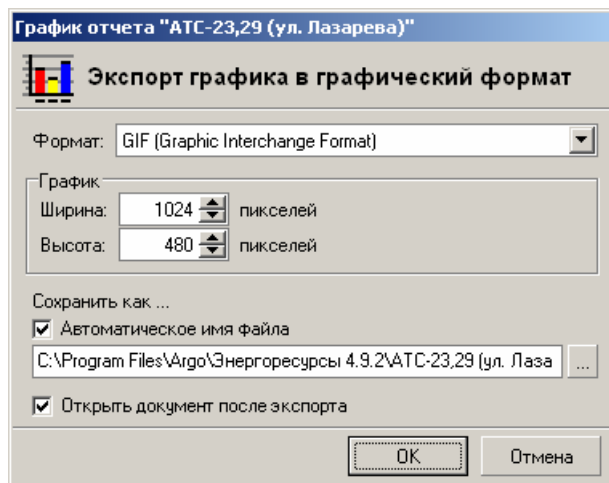 График отчета "АТС-23,29 (ул. Лазарева)"
Экспорт графика в графический формат
Формат: GIF (Graphic Interchange Format)
График
Ширина: 1024 пикселей
Высота: 480 пикселей
Сохранить как ...
Автоматическое имя файла
C:\Program Files\Argo\Энергоресурсы 4.9.2\АТС-23,29 (ул. Лаза ...
Открыть документ после экспорта
OK Отмена